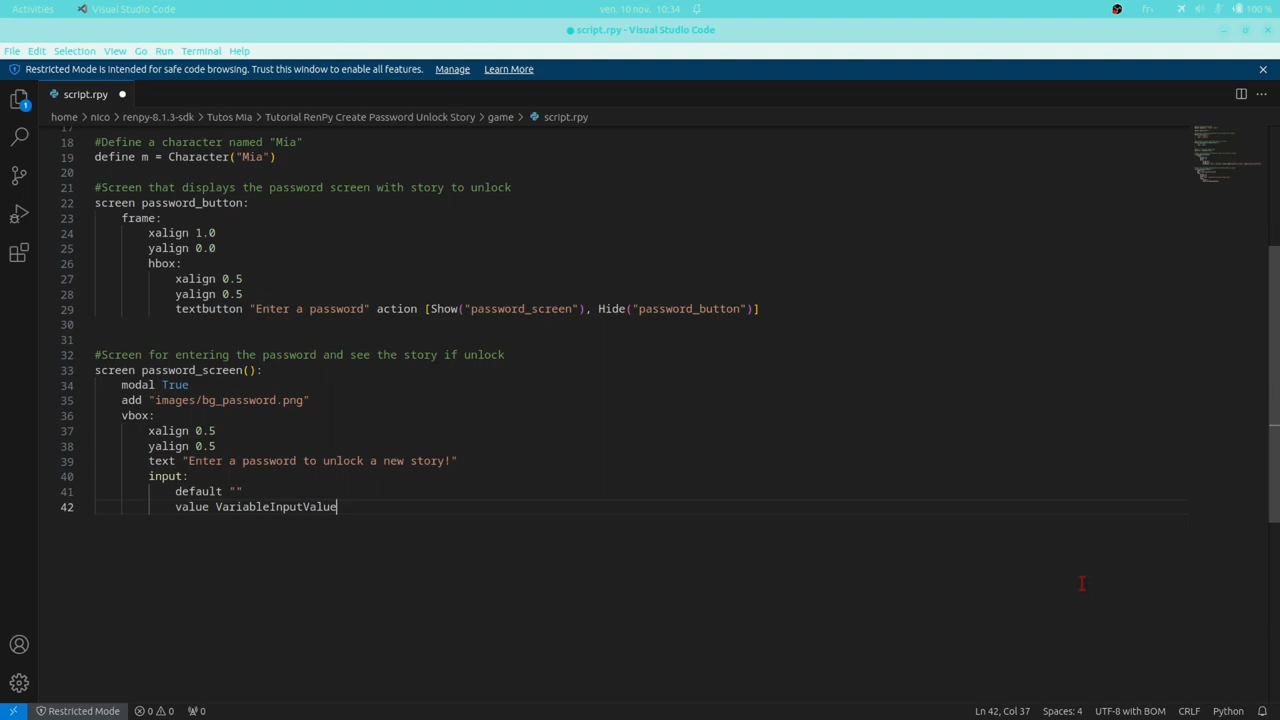 Activities
Visual Studio Code
ven. 10 nov. 10:34
fr₁
100 %
● script.rpy - Visual Studio Code
File Edit Selection View Go Run Terminal Help
Restricted Mode is intended for safe code browsing. Trust this window to enable all features. Manage Learn More
script.rpy
home > nico > renpy-8.1.3-sdk > Tutos Mia > Tutorial RenPy Create Password Unlock Story > game > script.rpy
1
17
18 #Define a character named "Mia"
19 define m = Character("Mia")
20
21 #Screen that displays the password screen with story to unlock
22 screen password_button:
23 frame:
24 xalign 1.0
25 yalign 0.0
26 hbox:
27 xalign 0.5
28 yalign 0.5
29 textbutton "Enter a password" action [Show("password_screen"), Hide("password_button")]
30
31
32 #Screen for entering the password and see the story if unlock
33 screen password_screen():
34 modal True
35 add "images/bg_password.png"
36 vbox:
37 xalign 0.5
38 yalign 0.5
39 text "Enter a password to unlock a new story!"
40 input:
41 default ""
42 value VariableInputValue
Restricted Mode 0 0 0
Ln 42, Col 37 Spaces: 4 UTF-8 with BOM CRLF Python